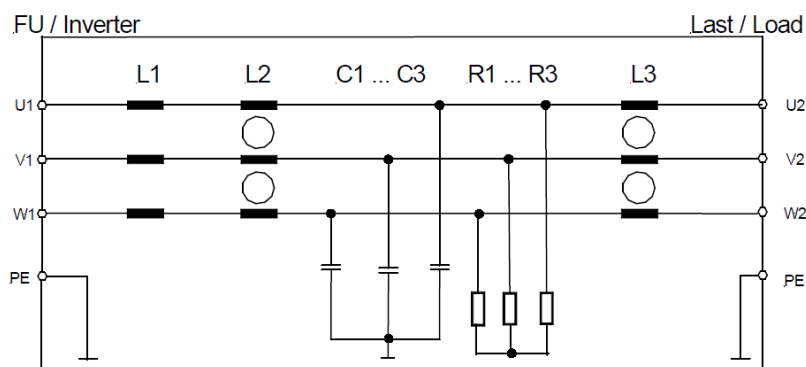 FU / Inverter Last / Load
L1 L2 C1 ... C3 R1 ... R3 L3
U1 U2
V1 V2
W1 W2
PE PE